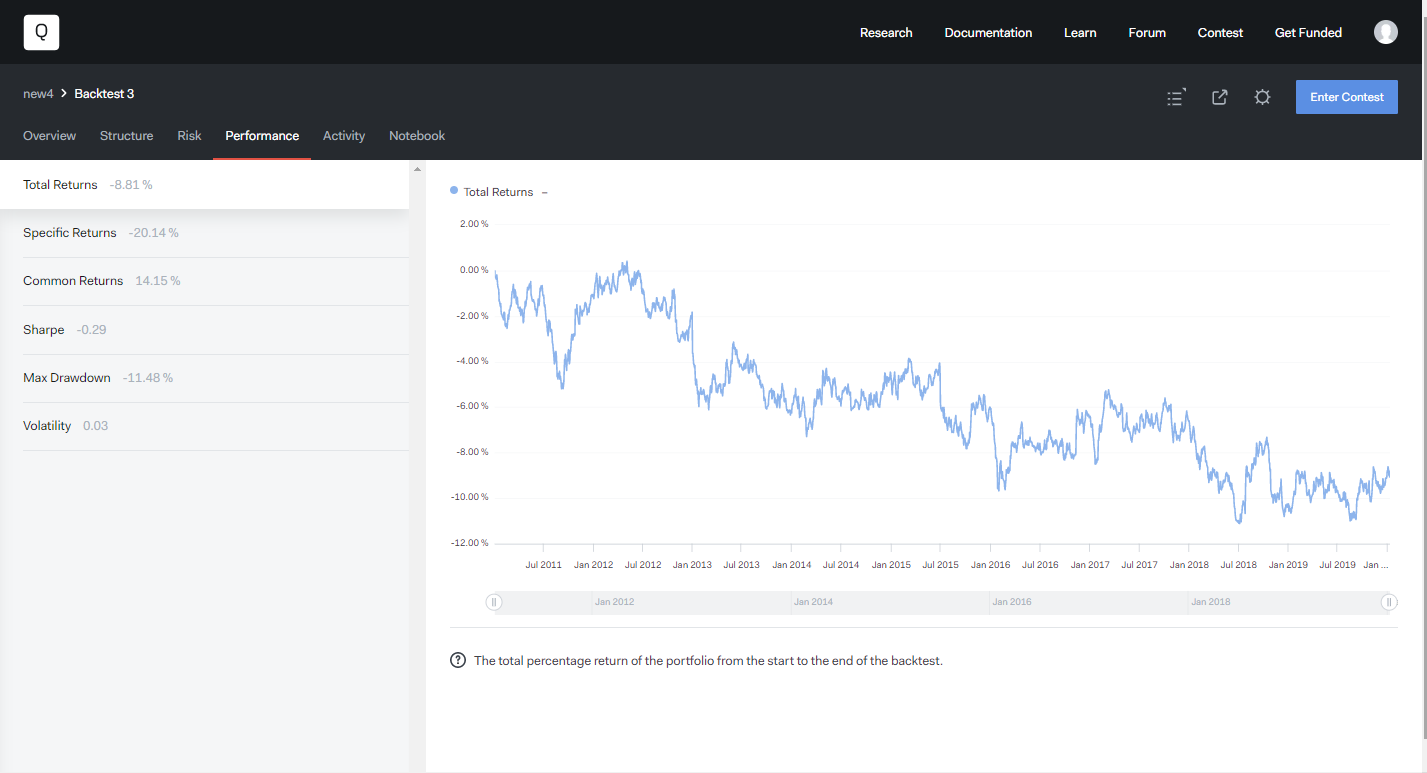 Q
Research Documentation Learn Forum Contest Get Funded
new4 > Backtest 3
Enter Contest
Overview Structure Risk Performance Activity Notebook
Total Returns -8.81 %
Specific Returns -20.14 %
Common Returns 14.15 %
Sharpe -0.29
Max Drawdown -11.48 %
Volatility 0.03
Total Returns –
2.00 %
0.00 %
-2.00 %
-4.00 %
-6.00 %
-8.00 %
-10.00 %
-12.00 %
Jul 2011 Jan 2012 Jul 2012 Jan 2013 Jul 2013 Jan 2014 Jul 2014 Jan 2015 Jul 2015 Jan 2016 Jul 2016 Jan 2017 Jul 2017 Jan 2018 Jul 2018 Jan 2019 Jul 2019 Jan ...
Jan 2012 Jan 2014 Jan 2016 Jan 2018
? The total percentage return of the portfolio from the start to the end of the backtest.